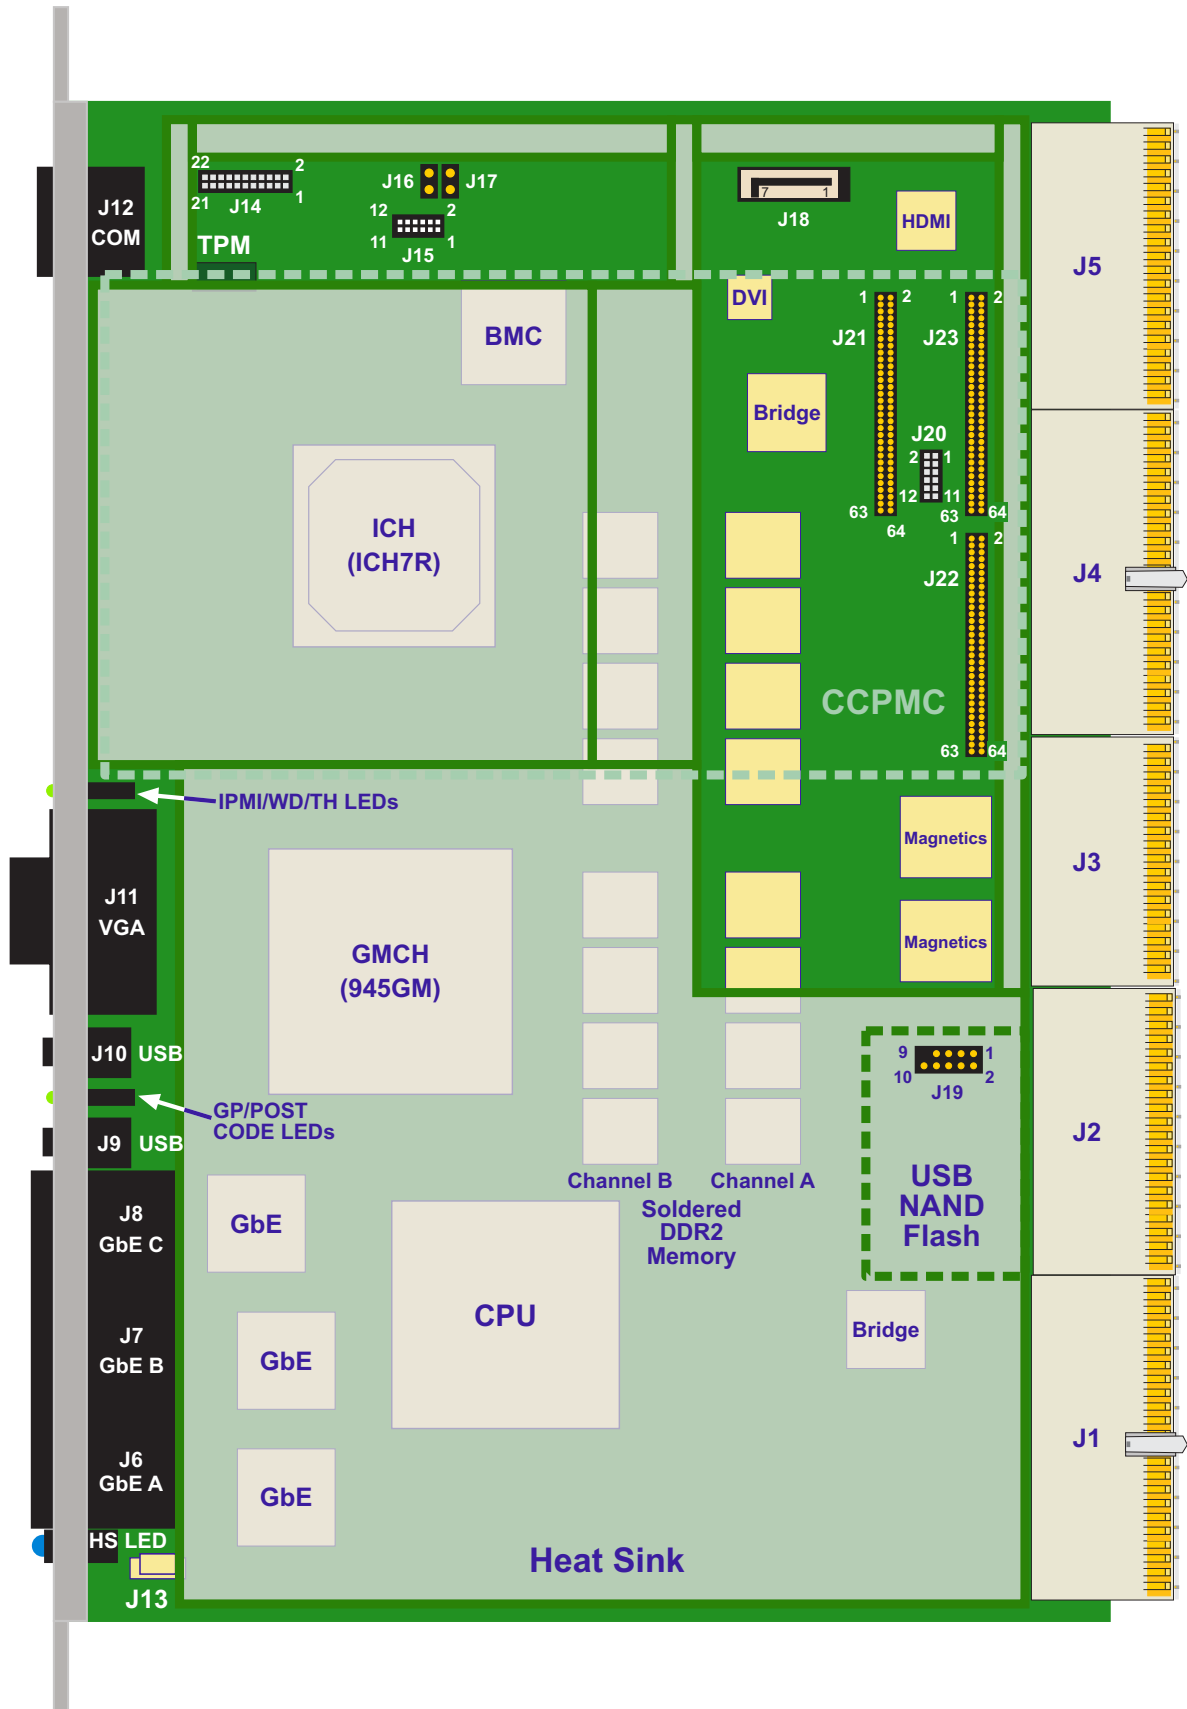 22
2
21
J14
1
J16
J17
12
2
11
J15
1
7
1
J18
HDMI
J12
COM
TPM
J5
BMC
DVI
1
2
J21
1
2
J23
Bridge
J20
2
1
12
11
63
64
63
64
ICH
(ICH7R)
1
2
J22
J4
CCPMC
63
64
IPMI/WD/TH LEDs
Magnetics
J3
J11
VGA
GMCH
(945GM)
Magnetics
J10 USB
9
1
10
2
J19
GP/POST
CODE LEDs
J9 USB
J2
Channel B
Channel A
Soldered
DDR2
Memory
USB
NAND
Flash
J8
GbE C
GbE
CPU
Bridge
J7
GbE B
GbE
J1
J6
GbE A
GbE
HS LED
Heat Sink
J13